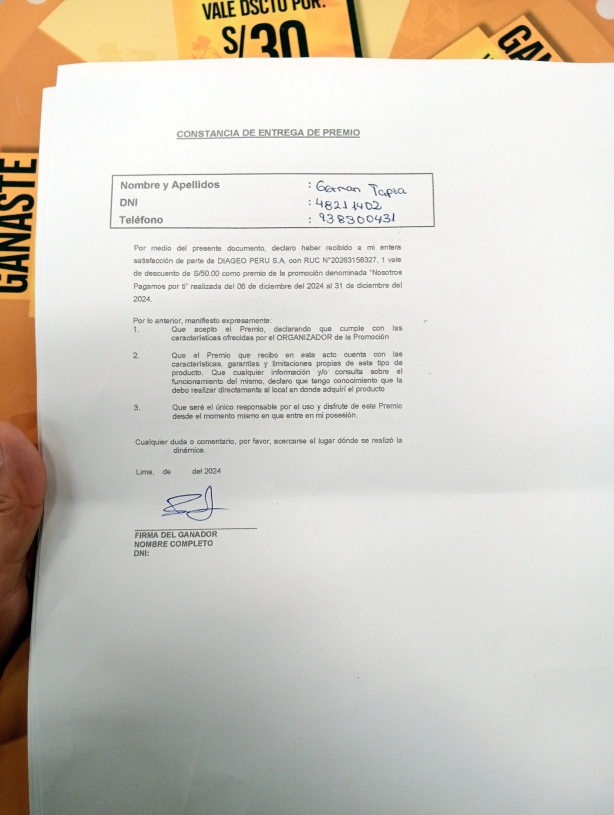 VALE DSCTO POR:
S/30
GANASTE
CONSTANCIA DE ENTREGA DE PREMIO
Nombre y Apellidos : German Tapia
DNI : 48211402
Teléfono : 938300431
Por medio del presente documento, declaro haber recibido a mi entera
satisfacción de parte de DIAGEO PERU S.A. con RUC N°20263158327, 1 vale
de descuento de S/50.00 como premio de la promoción denominada "Nosotros
Pagamos por ti" realizada del 06 de diciembre del 2024 al 31 de diciembre del
2024.
Por lo anterior, manifiesto expresamente:
1. Que acepto el Premio, declarando que cumple con las
características ofrecidas por el ORGANIZADOR de la Promoción
2. Que el Premio que recibo en este acto cuenta con las
características, garantías y limitaciones propias de este tipo de
producto. Que cualquier información y/o consulta sobre el
funcionamiento del mismo, declaro que tengo conocimiento que la
debo realizar directamente al local en donde adquirí el producto
3. Que seré el único responsable por el uso y disfrute de este Premio
desde el momento mismo en que entre en mi posesión.
Cualquier duda o comentario, por favor, acercarse al lugar dónde se realizó la
dinámica.
Lima, de del 2024
FIRMA DEL GANADOR
NOMBRE COMPLETO
DNI: